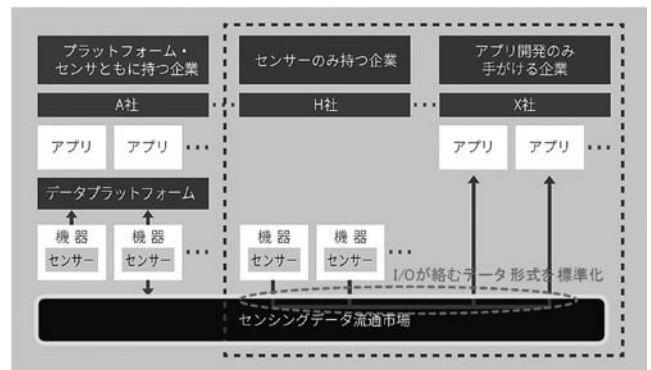 プラットフォーム・
センサともに持つ企業
センサーのみ持つ企業
アプリ開発のみ
手がける企業
A社
…
H社
…
X社
アプリ
アプリ
…
アプリ
アプリ
…
データプラットフォーム
機器
センサー
機器
センサー
…
機器
センサー
機器
センサー
…
I/Oが絡むデータ形式を標準化
センシングデータ流通市場